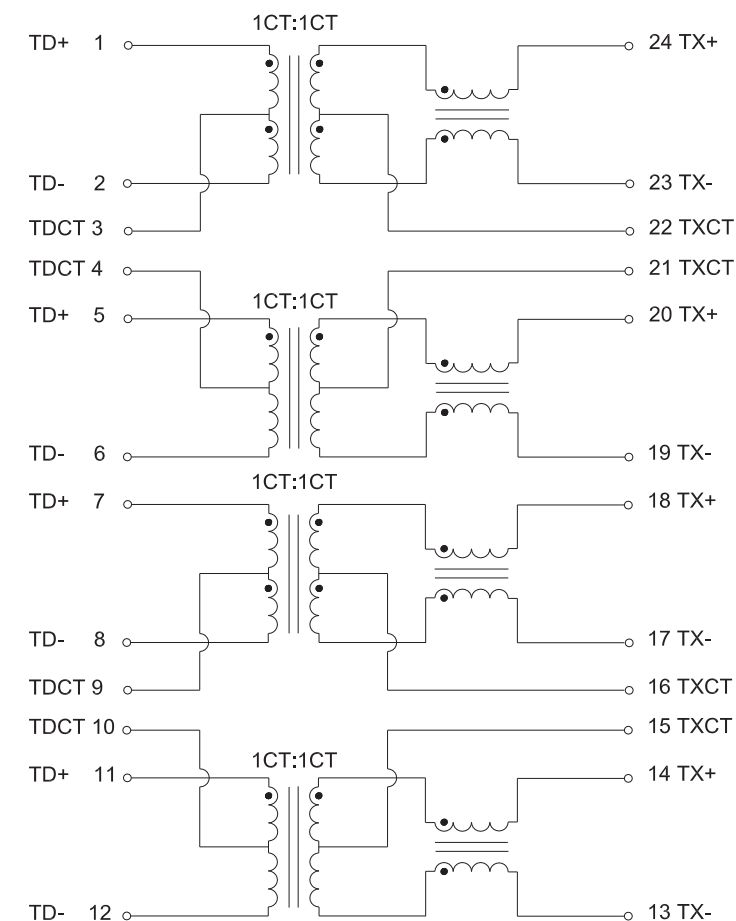 1CT:1CT
TD+ 1 24 TX+
TD- 2 23 TX-
TDCT 3 22 TXCT
TDCT 4 21 TXCT
1CT:1CT
TD+ 5 20 TX+
TD- 6 19 TX-
1CT:1CT
TD+ 7 18 TX+
TD- 8 17 TX-
TDCT 9 16 TXCT
TDCT 10 15 TXCT
1CT:1CT
TD+ 11 14 TX+
TD- 12 13 TX-